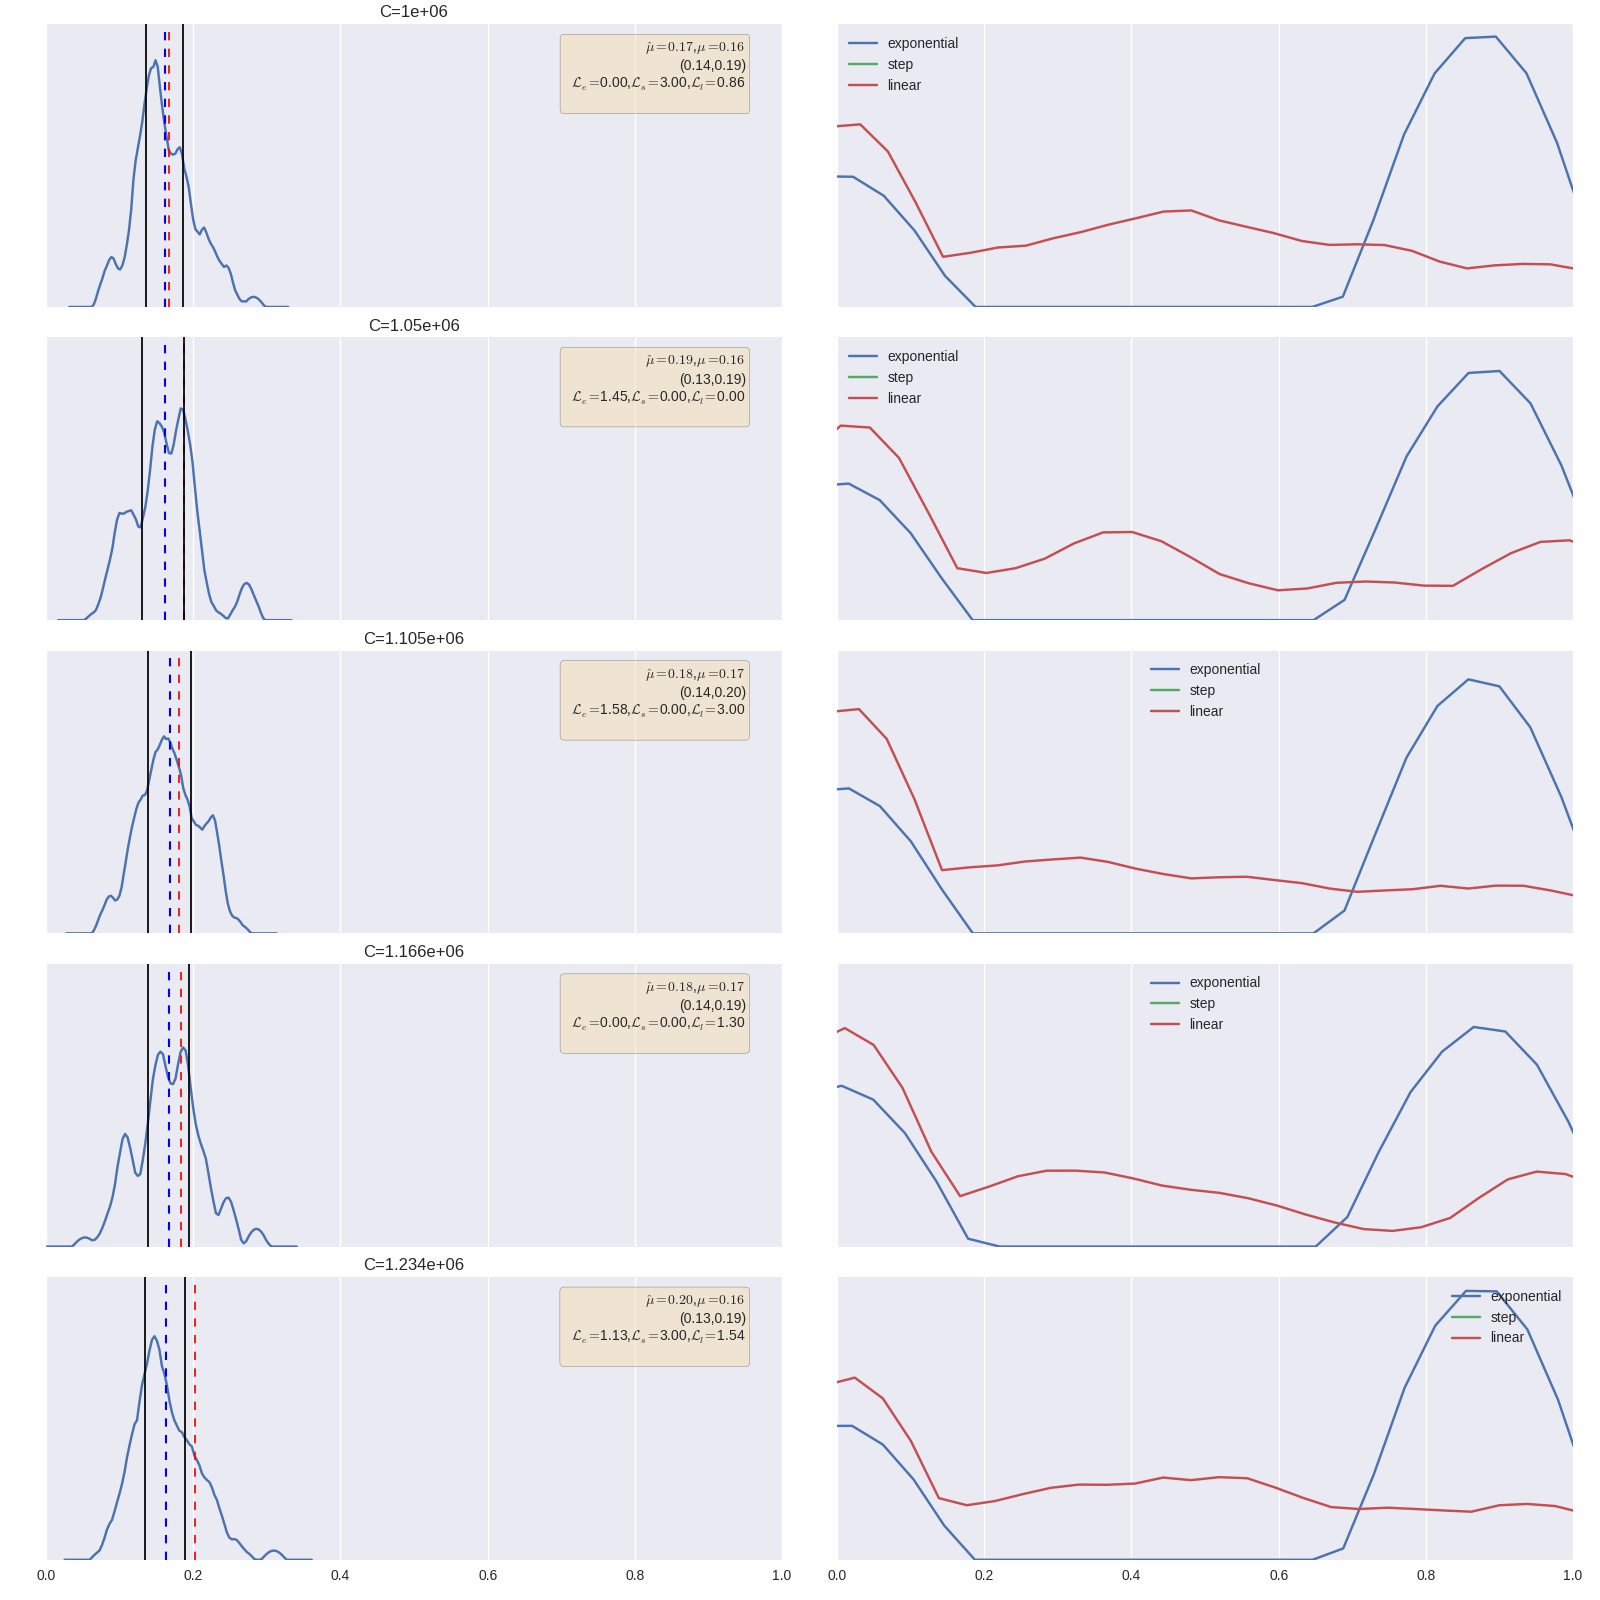 C=1e+06
μ̂=0.17,μ=0.16
(0.14,0.19)
ℒₑ=0.00,ℒₛ=3.00,ℒₗ=0.86
exponential
step
linear
C=1.05e+06
μ̂=0.19,μ=0.16
(0.13,0.19)
ℒₑ=1.45,ℒₛ=0.00,ℒₗ=0.00
exponential
step
linear
C=1.105e+06
μ̂=0.18,μ=0.17
(0.14,0.20)
ℒₑ=1.58,ℒₛ=0.00,ℒₗ=3.00
exponential
step
linear
C=1.166e+06
μ̂=0.18,μ=0.17
(0.14,0.19)
ℒₑ=0.00,ℒₛ=0.00,ℒₗ=1.30
exponential
step
linear
C=1.234e+06
μ̂=0.20,μ=0.16
(0.13,0.19)
ℒₑ=1.13,ℒₛ=3.00,ℒₗ=1.54
exponential
step
linear
0.0 0.2 0.4 0.6 0.8 1.0
0.0 0.2 0.4 0.6 0.8 1.0